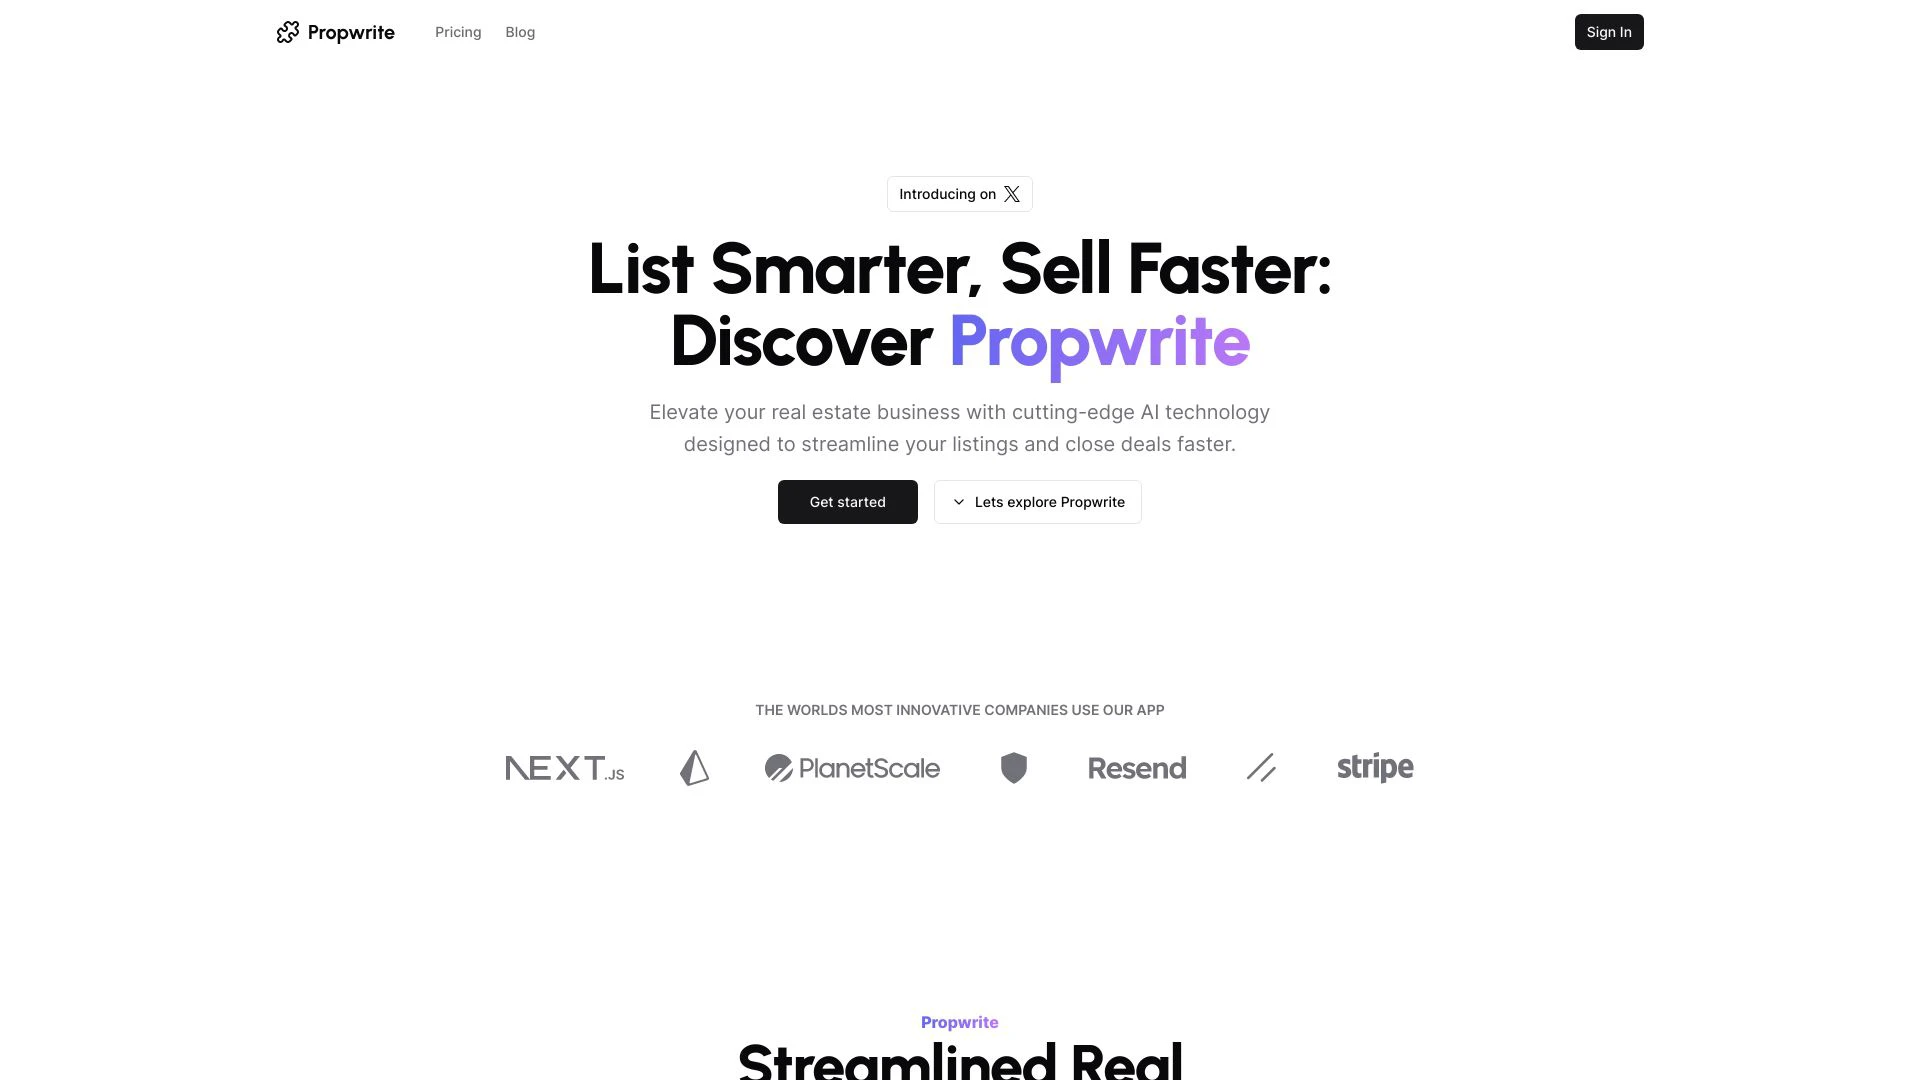 Propwrite
Pricing
Blog
Sign In
Introducing on X
List Smarter, Sell Faster:
Discover Propwrite
Elevate your real estate business with cutting-edge AI technology
designed to streamline your listings and close deals faster.
Get started
Lets explore Propwrite
THE WORLDS MOST INNOVATIVE COMPANIES USE OUR APP
NEXT.JS
PlanetScale
Resend
stripe
Propwrite
Streamlined Real